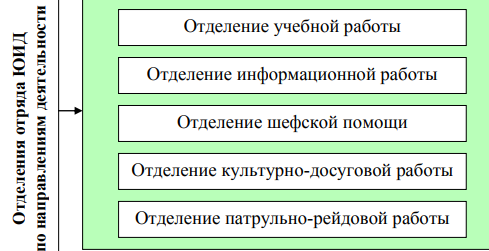 Отделения отряда ЮИД
по направлениям деятельности
Отделение учебной работы
Отделение информационной работы
Отделение шефской помощи
Отделение культурно-досуговой работы
Отделение патрульно-рейдовой работы